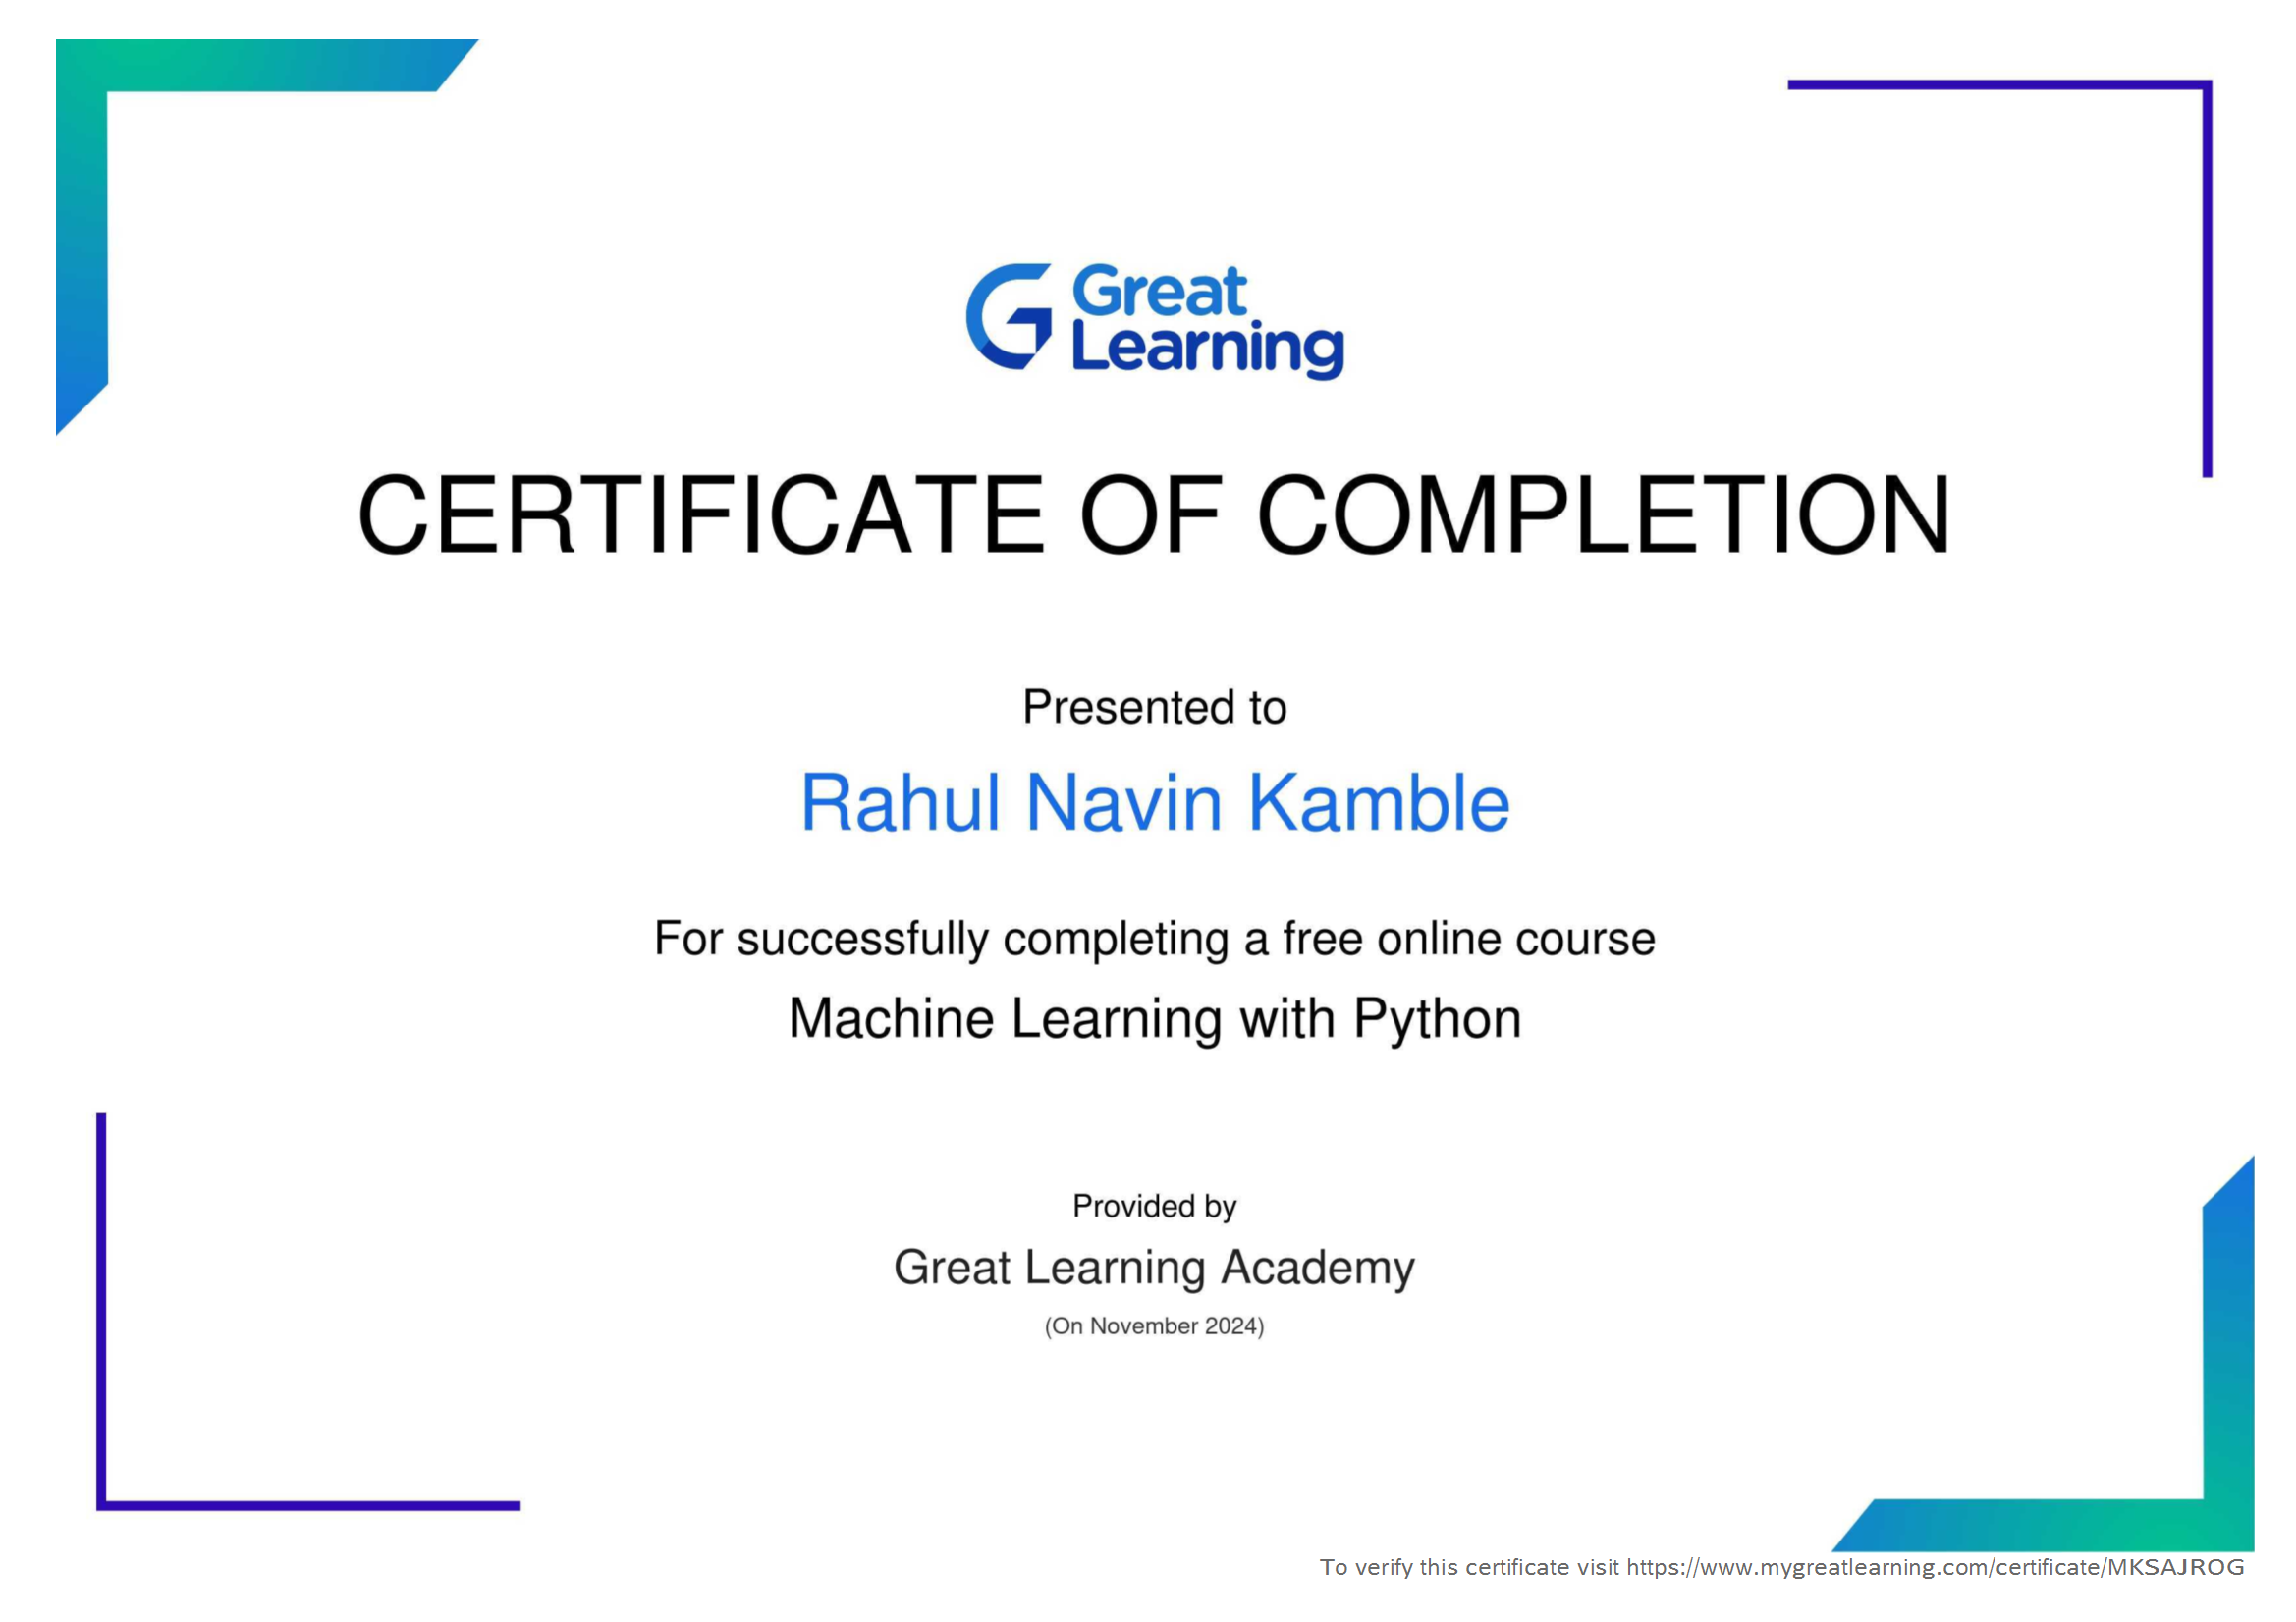 Great
Learning
CERTIFICATE OF COMPLETION
Presented to
Rahul Navin Kamble
For successfully completing a free online course
Machine Learning with Python
Provided by
Great Learning Academy
(On November 2024)
To verify this certificate visit https://www.mygreatlearning.com/certificate/MKSAJROG